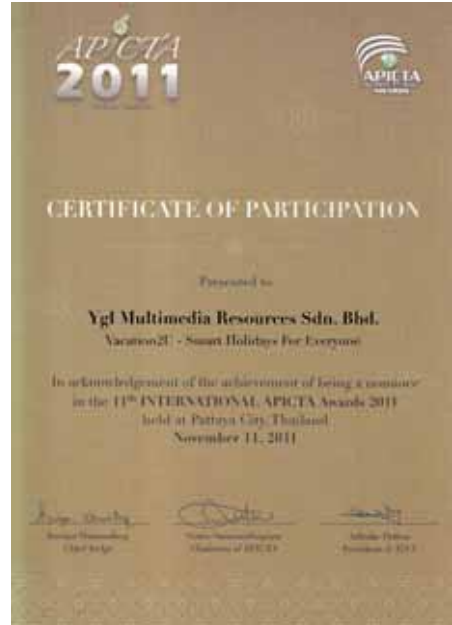 APICTA
2011
APICTA
CERTIFICATE OF PARTICIPATION
Presented to
Ygl Multimedia Resources Sdn. Bhd.
Vacation2U - Smart Holidays For Everyone
In acknowledgement of the achievement of being a nominee
in the 11th INTERNATIONAL APICTA Awards 2011
held at Pattaya City, Thailand
November 11, 2011
Chief Judge
Chairman of APICTA
President of